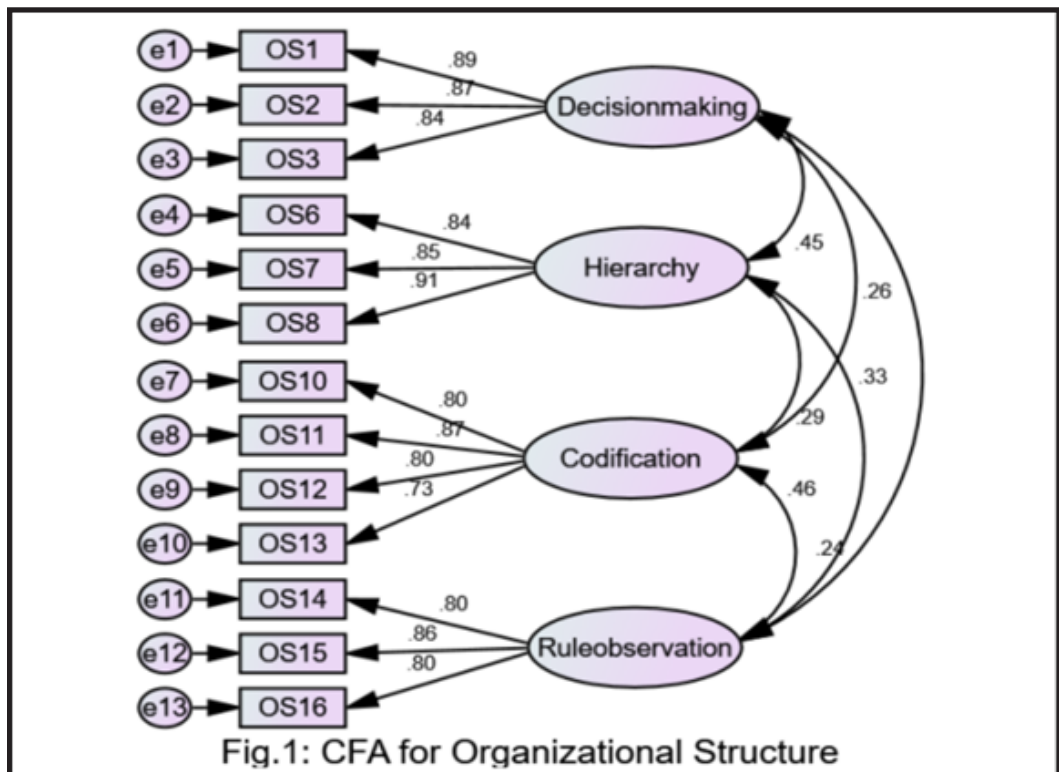 e1 OS1
.89
e2 OS2
.87
Decisionmaking
.84
e3 OS3
e4 OS6
.84
.45
e5 OS7
.85
Hierarchy
.91
.26
e6 OS8
e7 OS10
.80
.33
e8 OS11
.87
.29
.80
Codification
e9 OS12
.73
.46
e10 OS13
.24
e11 OS14
.80
e12 OS15
.86
Ruleobservation
.80
e13 OS16
Fig.1: CFA for Organizational Structure